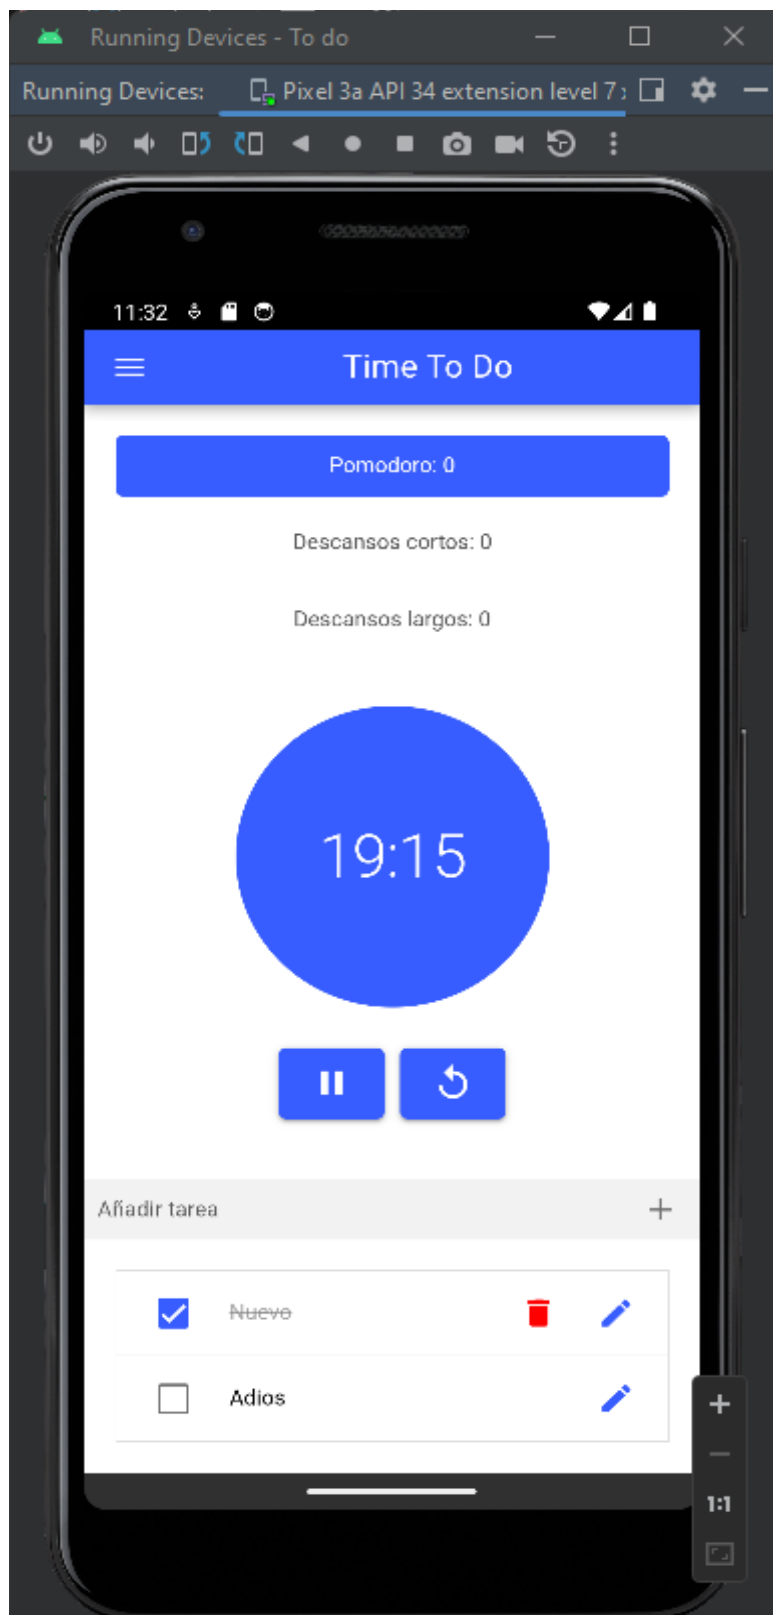 Running Devices - To do
Running Devices: Pixel 3a API 34 extension level 7
11:32
Time To Do
Pomodoro: 0
Descansos cortos: 0
Descansos largos: 0
19:15
Añadir tarea
Nuevo
Adios
1:1